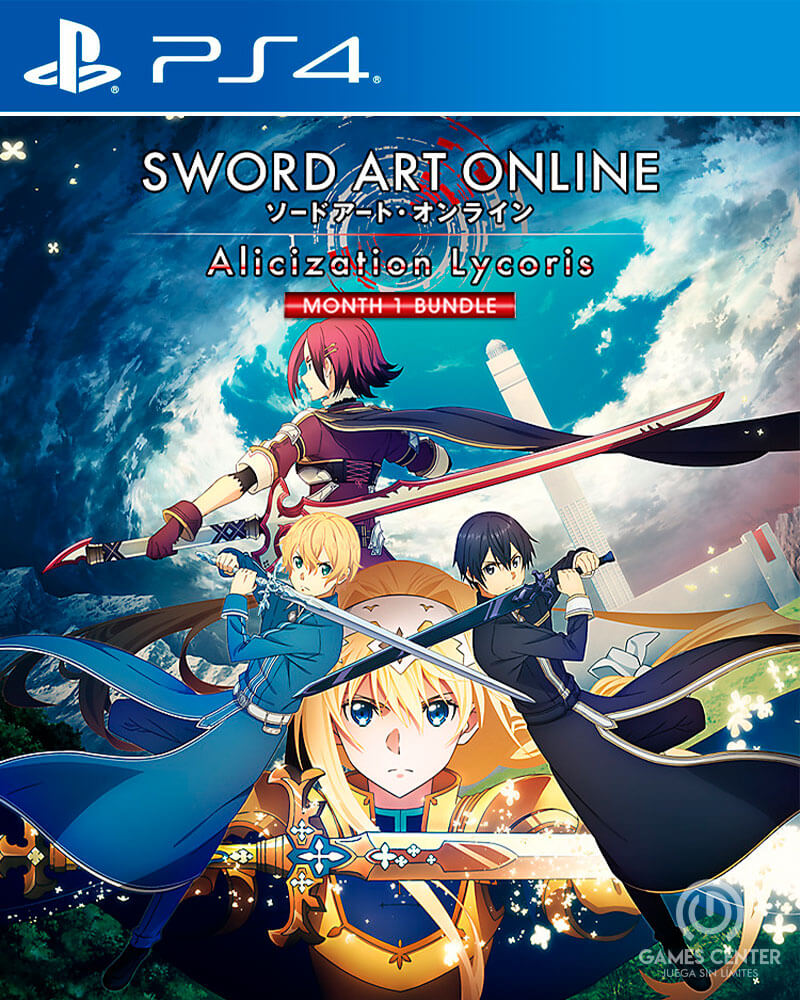 PS4
SWORD ART ONLINE
ソードアート・オンライン
Alicization Lycoris
MONTH 1 BUNDLE
GAMES CENTER
JUEGA SIN LIMITES